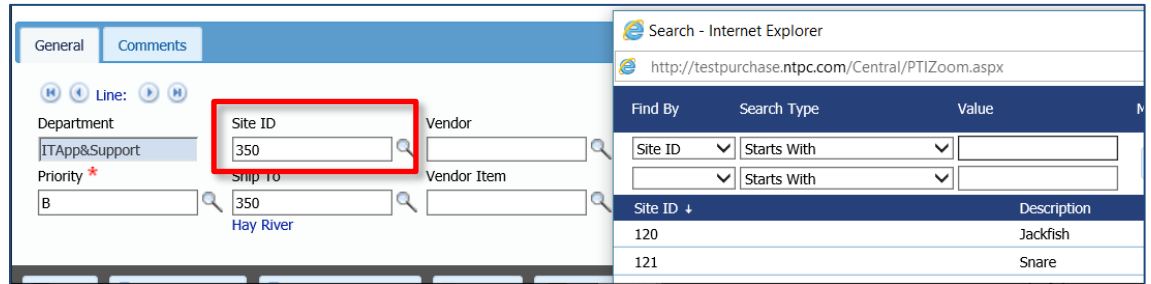 General Comments
Line:
Department Site ID Vendor
ITApp&Support 350
Priority * Ship To Vendor Item
B 350
Hay River
Search - Internet Explorer
http://testpurchase.ntpc.com/Central/PTIZoom.aspx
Find By Search Type Value
Site ID Starts With
Starts With
Site ID Description
120 Jackfish
121 Snare